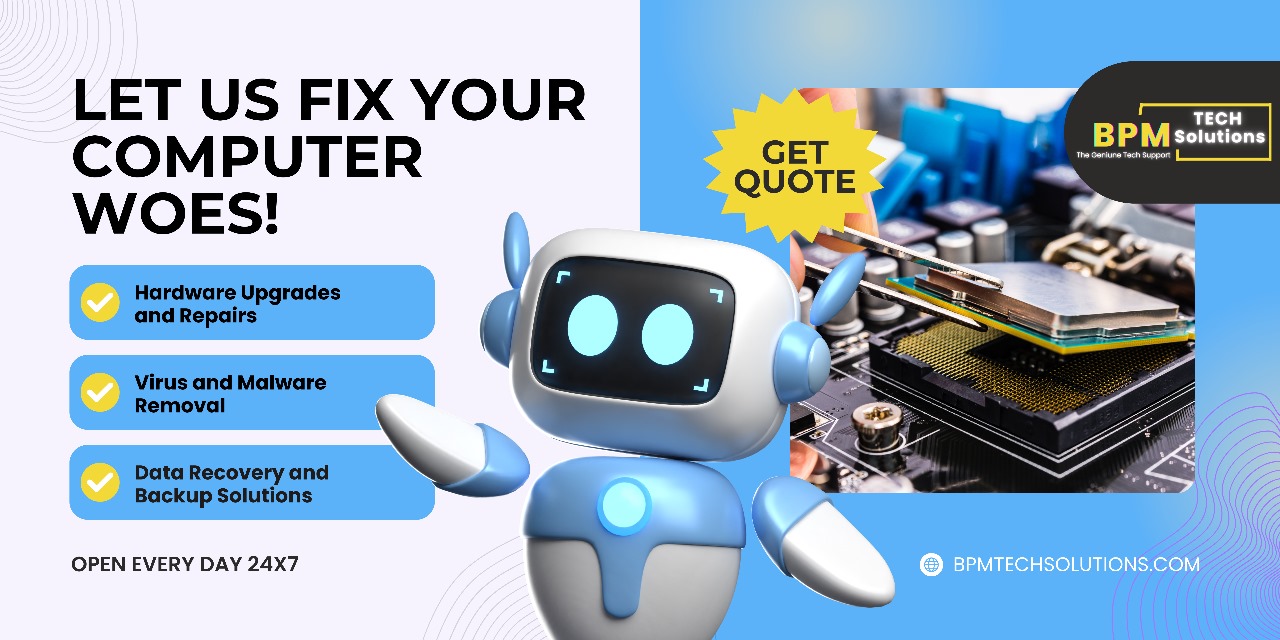 LET US FIX YOUR
COMPUTER
WOES!
Hardware Upgrades
and Repairs
Virus and Malware
Removal
Data Recovery and
Backup Solutions
OPEN EVERY DAY 24X7
GET
QUOTE
BPM
TECH
Solutions
The Geniune Tech Support
BPMTECHSOLUTIONS.COM